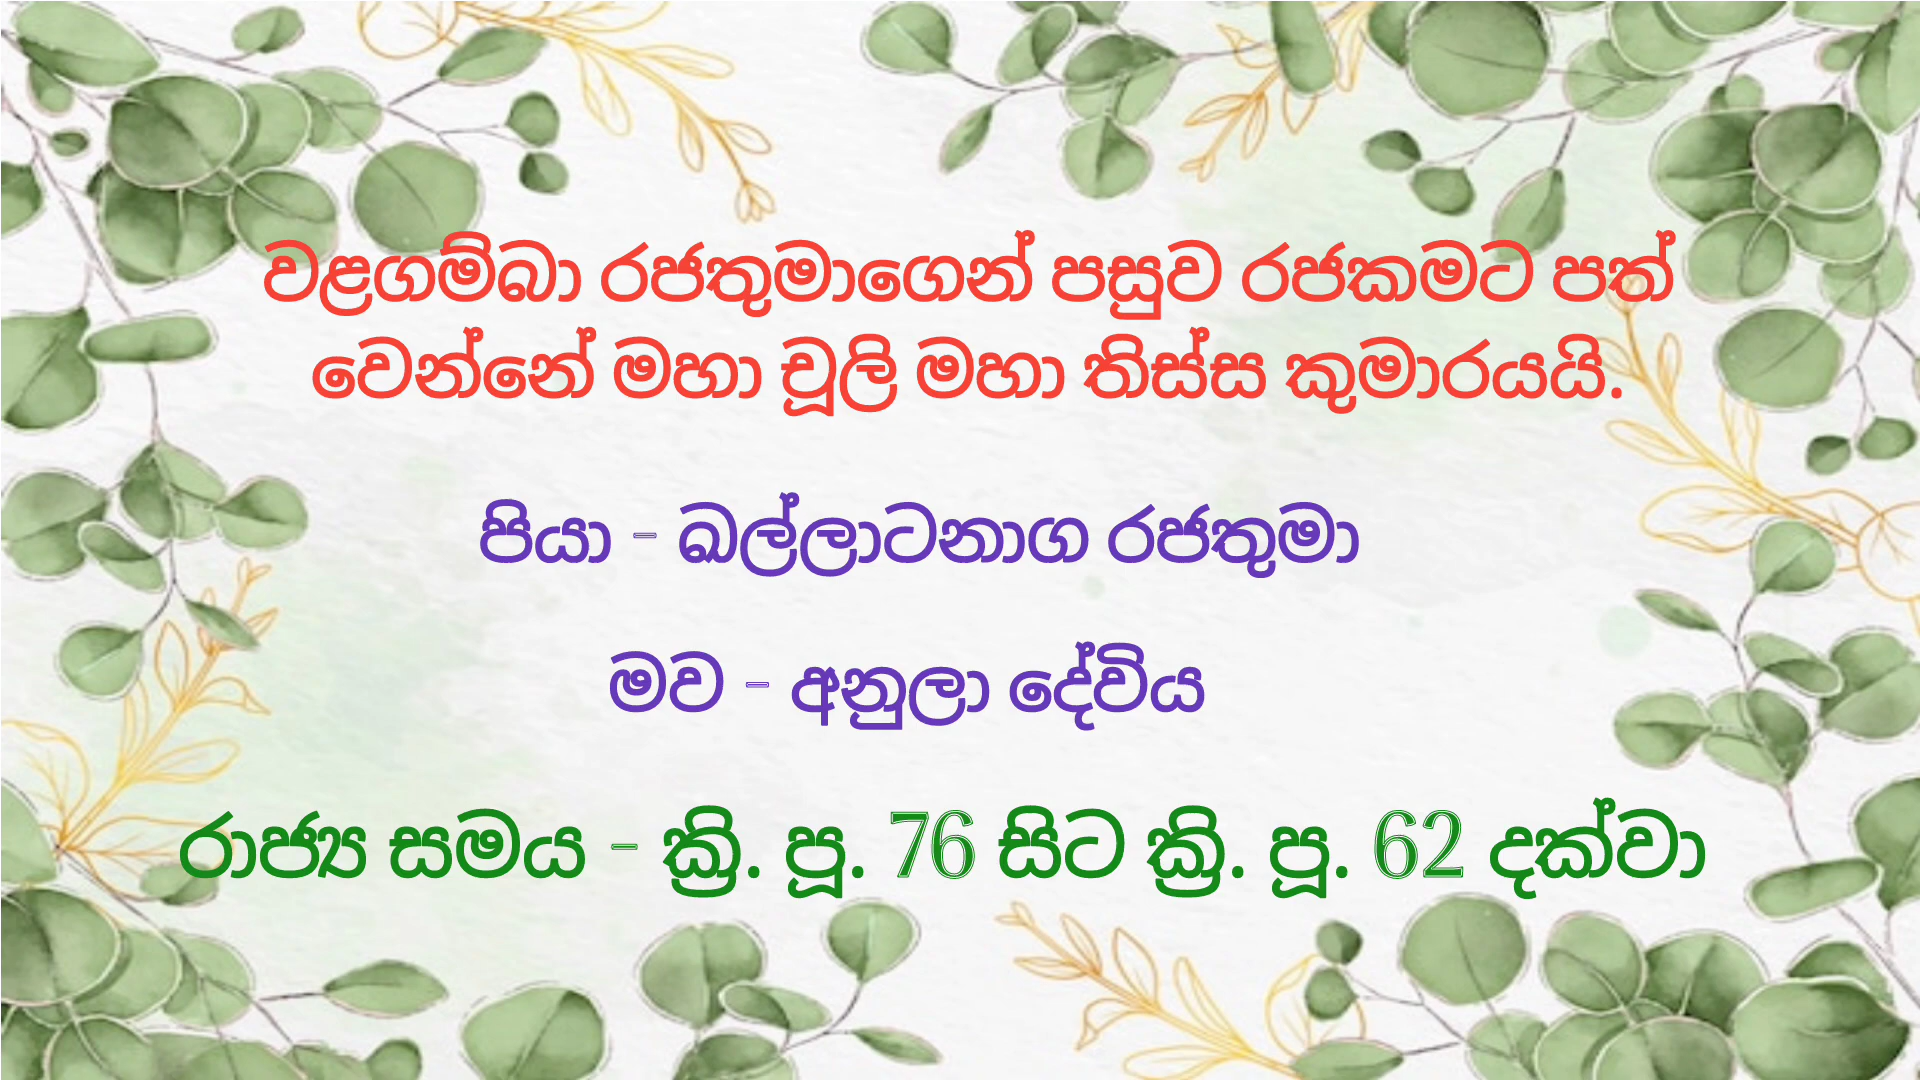 වළගම්බා රජතුමාගෙන් පසුව රජකමට පත්
වෙන්නේ මහා චූලි මහා තිස්ස කුමාරයයි.
පියා - ඛල්ලාටනාග රජතුමා
මව - අනුලා දේවිය
රාජ්‍ය සමය - ක්‍රි. පූ. 76 සිට ක්‍රි. පූ. 62 දක්වා